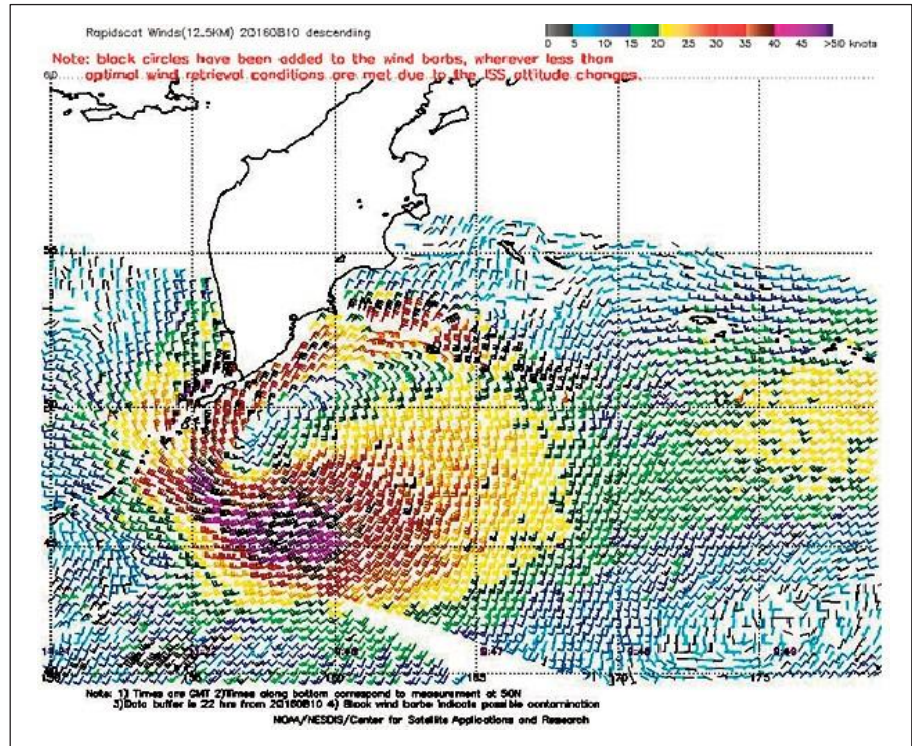 Rapidscat Winds(12.5KM) 20160810 descending
0 5 10 15 20 25 30 35 40 45 >50 knots
Note: black circles have been added to the wind barbs, wherever less than
optimal wind retrieval conditions are met due to the ISS attitude changes.
60
170
175
Note: 1) Times are GMT 2)Times along bottom correspond to measurement at 50N
3)Data buffer is 22 hrs from 20160810 4) Black wind barbs indicate possible contamination
NOAA/NESDIS/Center for Satellite Applications and Research